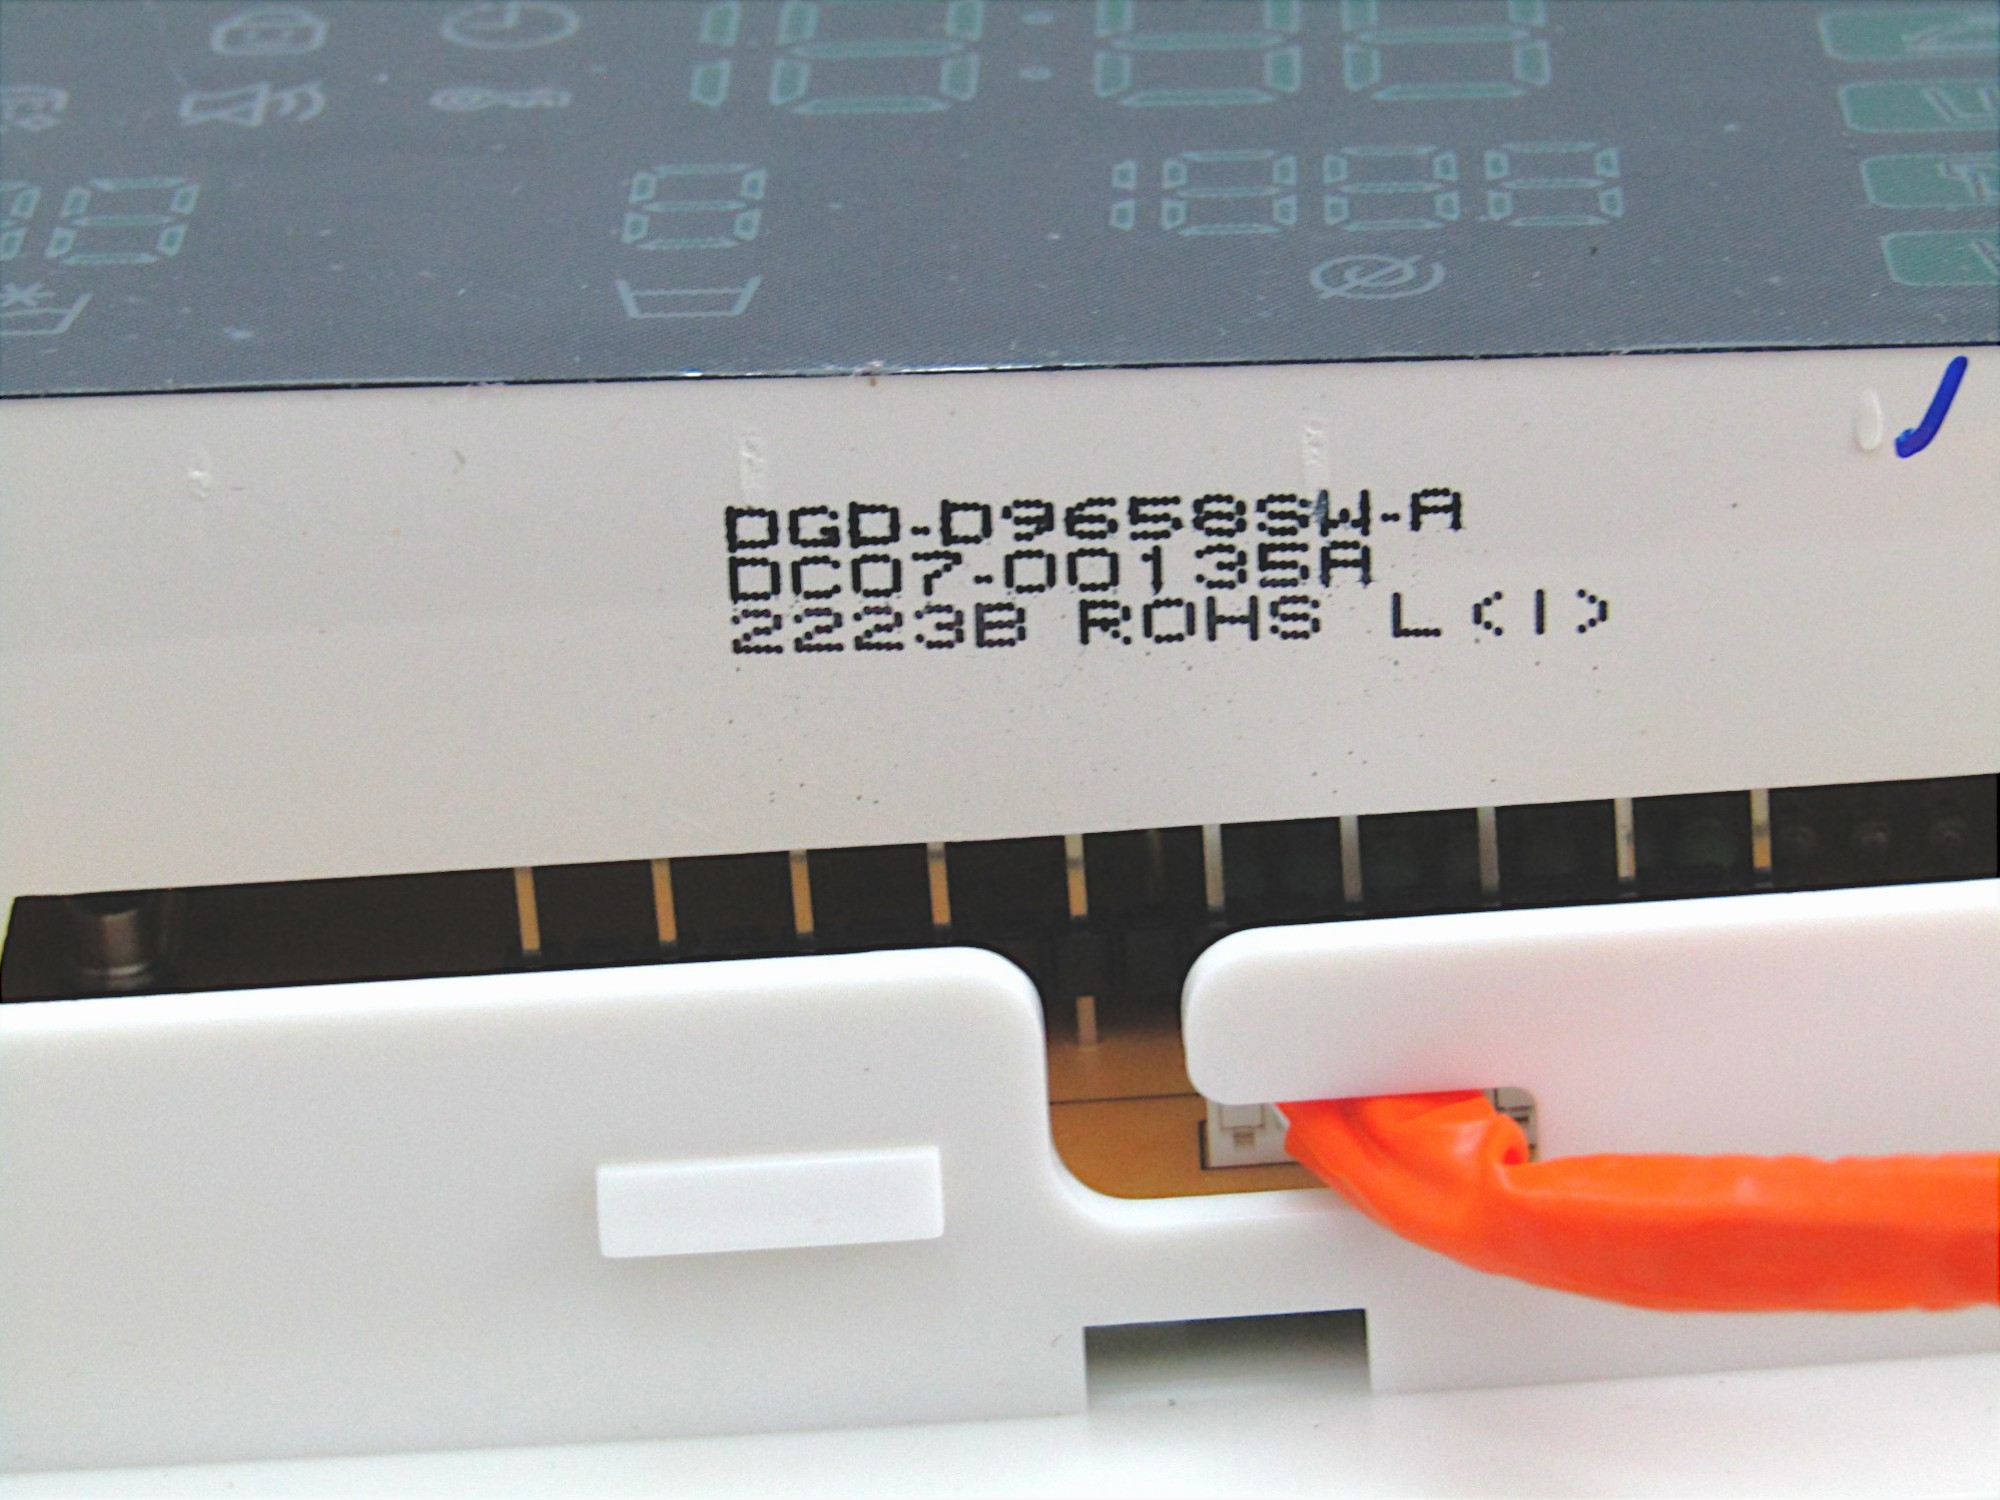 DGD-D9658SW-A
DC07-00135A
2223B ROHS L<I>